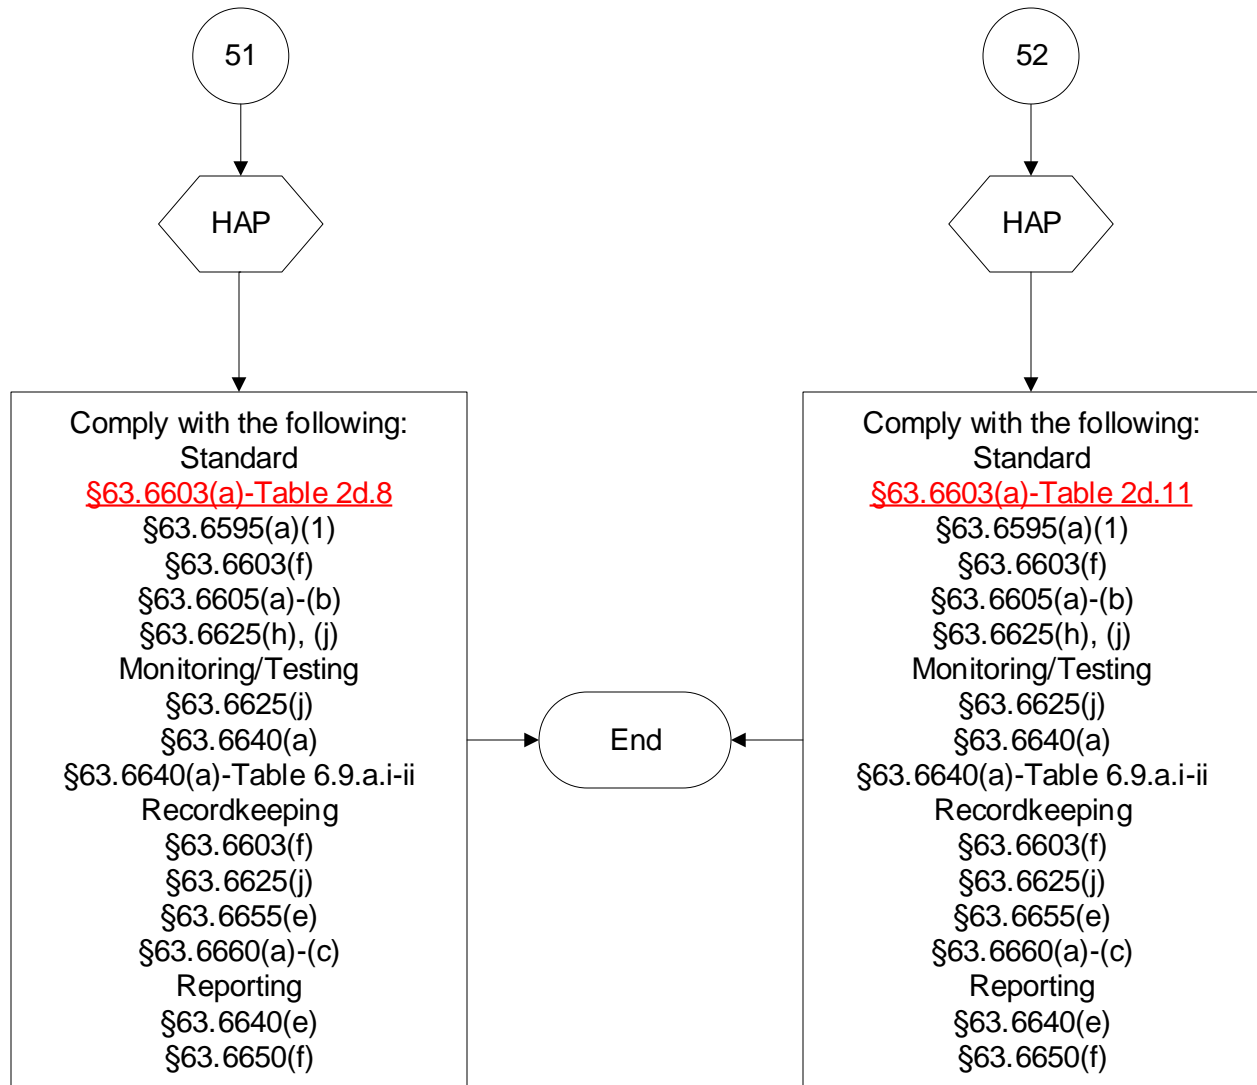 51
HAP
Comply with the following:
Standard
§63.6603(a)-Table 2d.8
§63.6595(a)(1)
§63.6603(f)
§63.6605(a)-(b)
§63.6625(h), (j)
Monitoring/Testing
§63.6625(j)
§63.6640(a)
§63.6640(a)-Table 6.9.a.i-ii
Recordkeeping
§63.6603(f)
§63.6625(j)
§63.6655(e)
§63.6660(a)-(c)
Reporting
§63.6640(e)
§63.6650(f)
End
52
HAP
Comply with the following:
Standard
§63.6603(a)-Table 2d.11
§63.6595(a)(1)
§63.6603(f)
§63.6605(a)-(b)
§63.6625(h), (j)
Monitoring/Testing
§63.6625(j)
§63.6640(a)
§63.6640(a)-Table 6.9.a.i-ii
Recordkeeping
§63.6603(f)
§63.6625(j)
§63.6655(e)
§63.6660(a)-(c)
Reporting
§63.6640(e)
§63.6650(f)